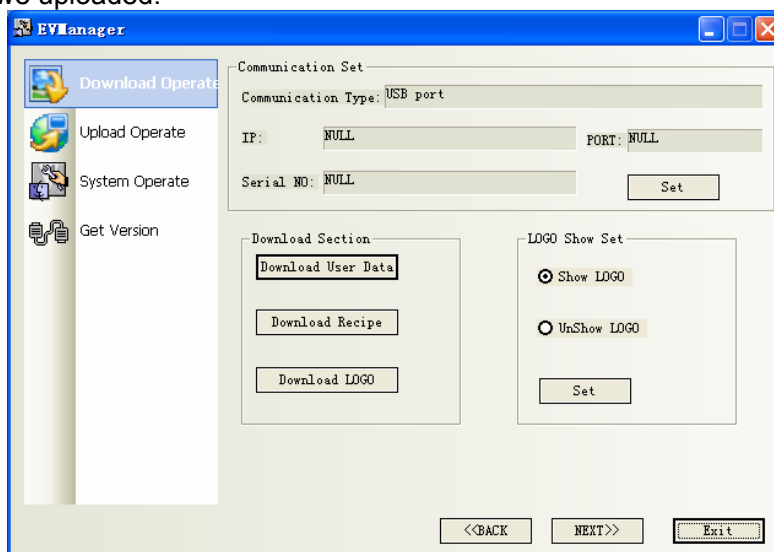 uploaded.
EVManager
Download Operate
Upload Operate
System Operate
Get Version
Communication Set
Communication Type: USB port
IP: NULL PORT: NULL
Serial NO: NULL Set
Download Section
Download User Data
Download Recipe
Download LOGO
LOGO Show Set
Show LOGO
UnShow LOGO
Set
<<BACK NEXT>> Exit